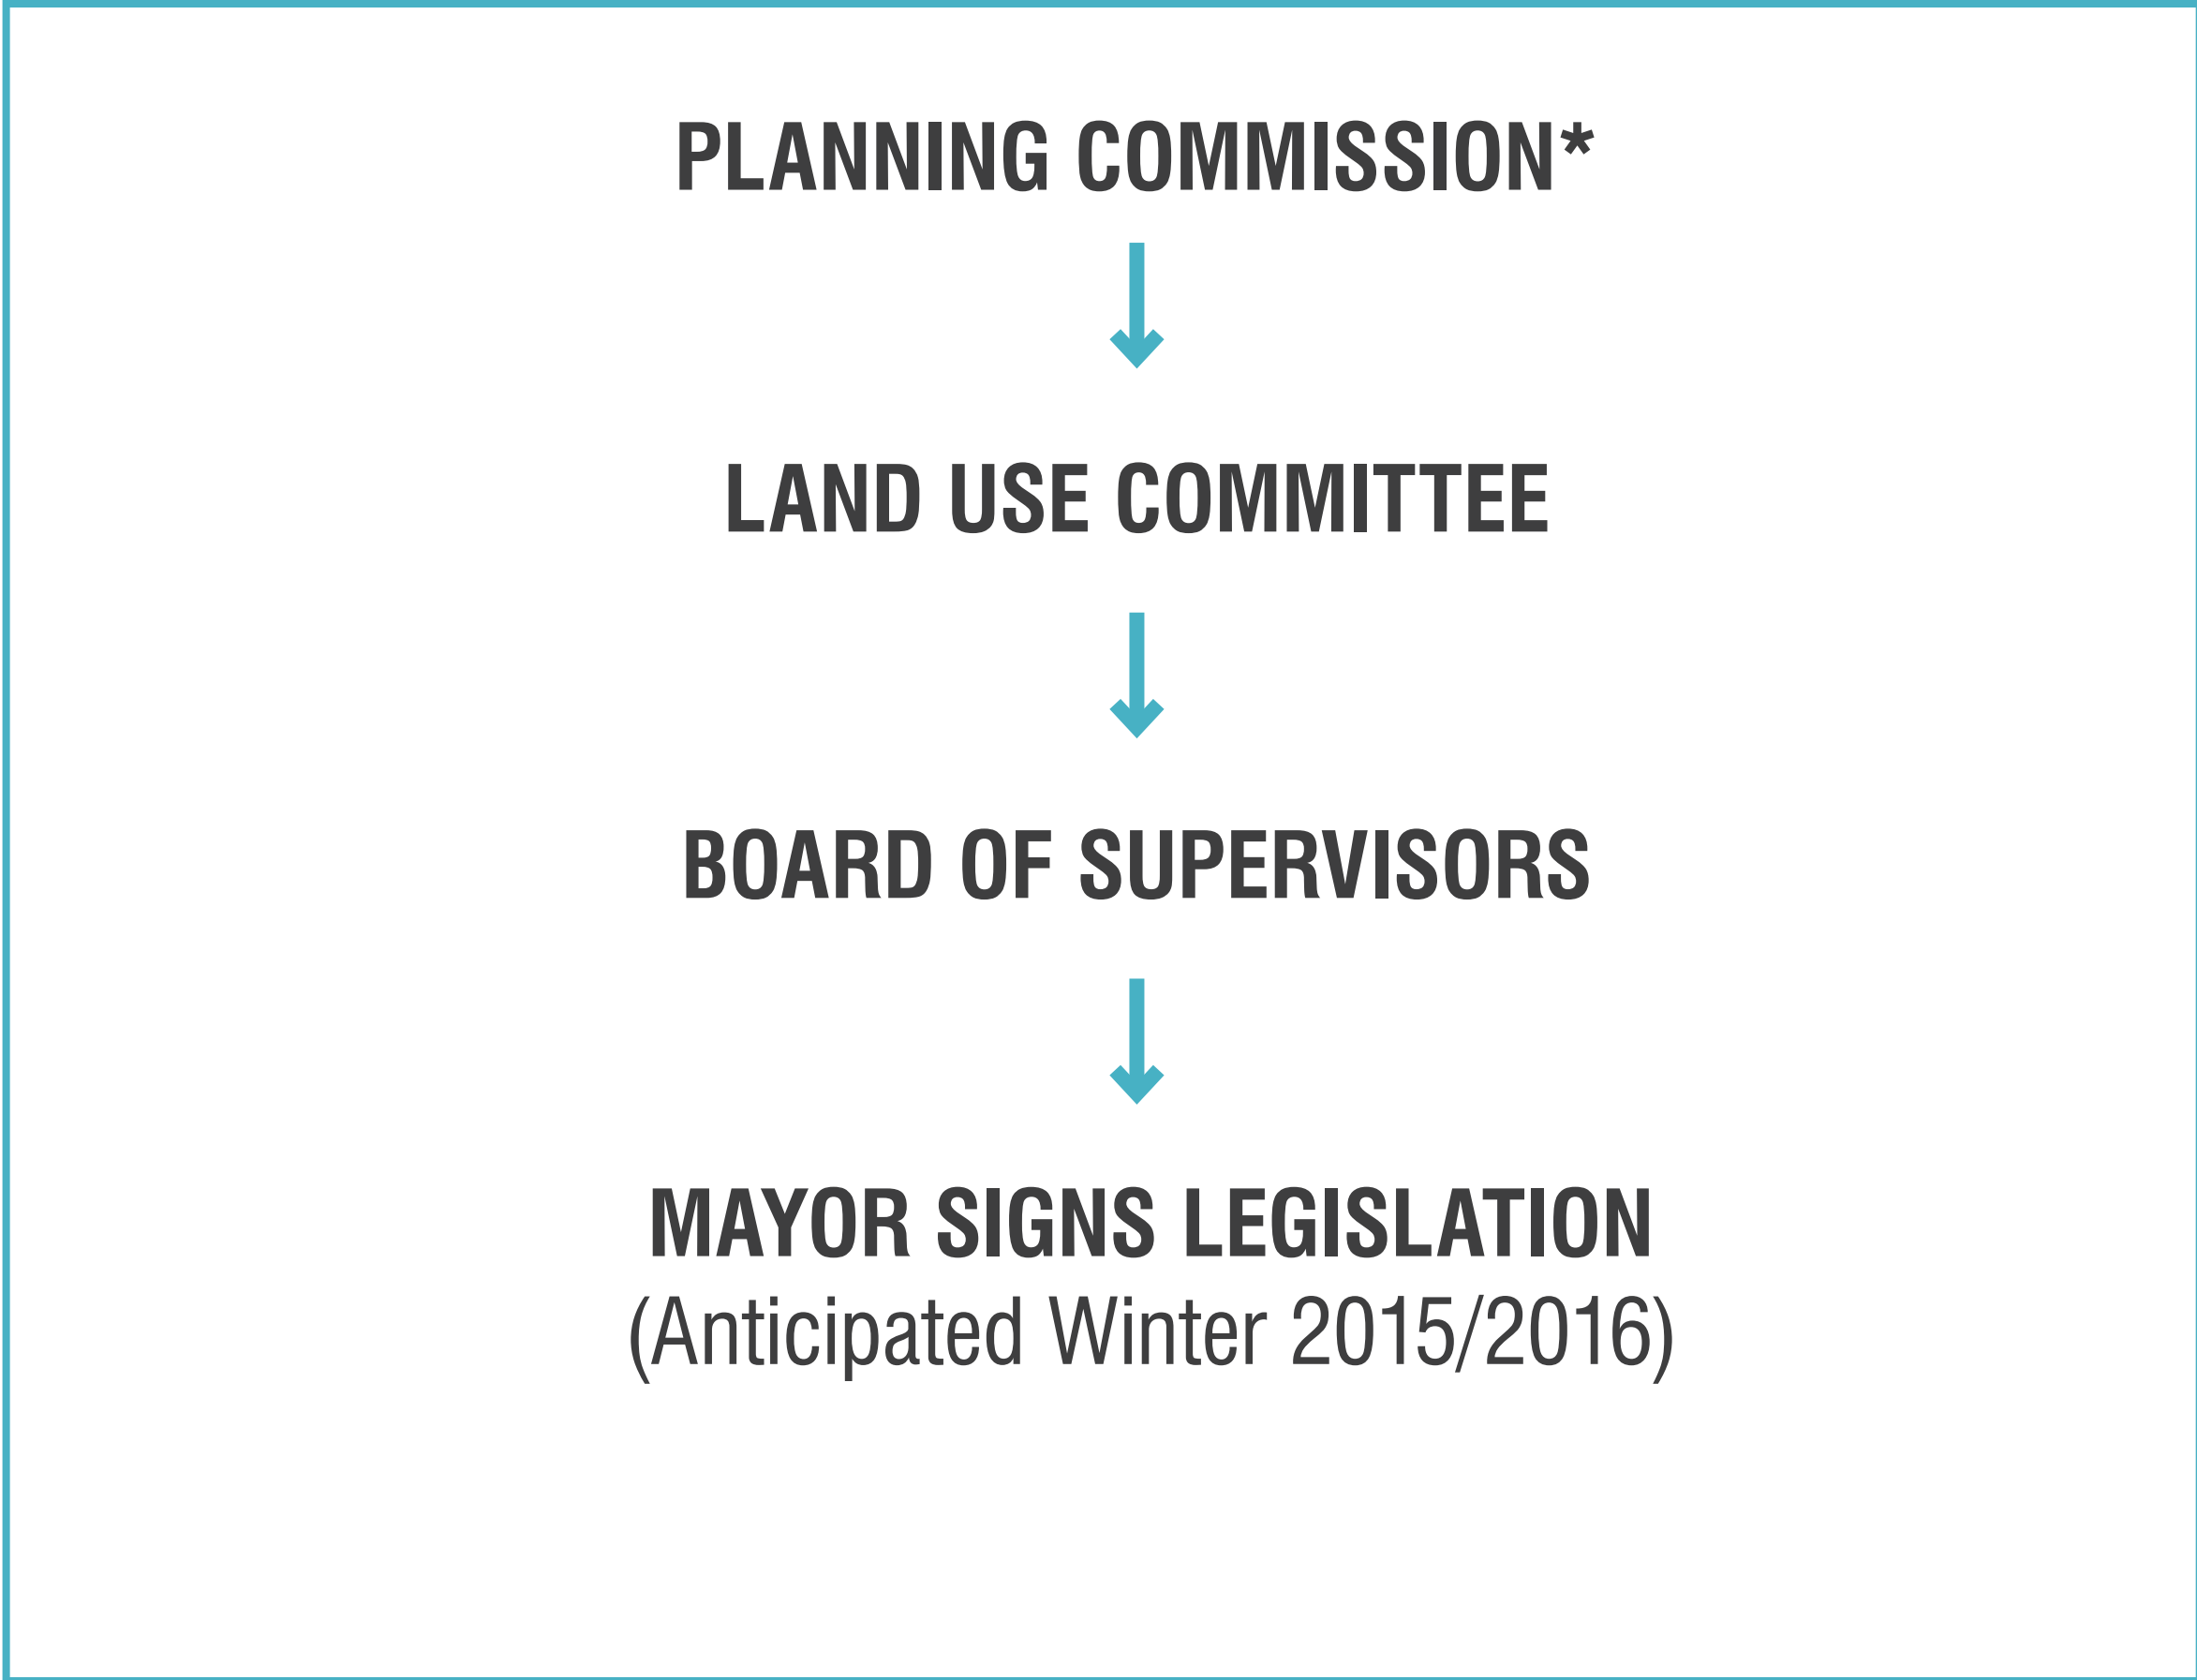 PLANNING COMMISSION*
LAND USE COMMITTEE
BOARD OF SUPERVISORS
MAYOR SIGNS LEGISLATION
(Anticipated Winter 2015/2016)